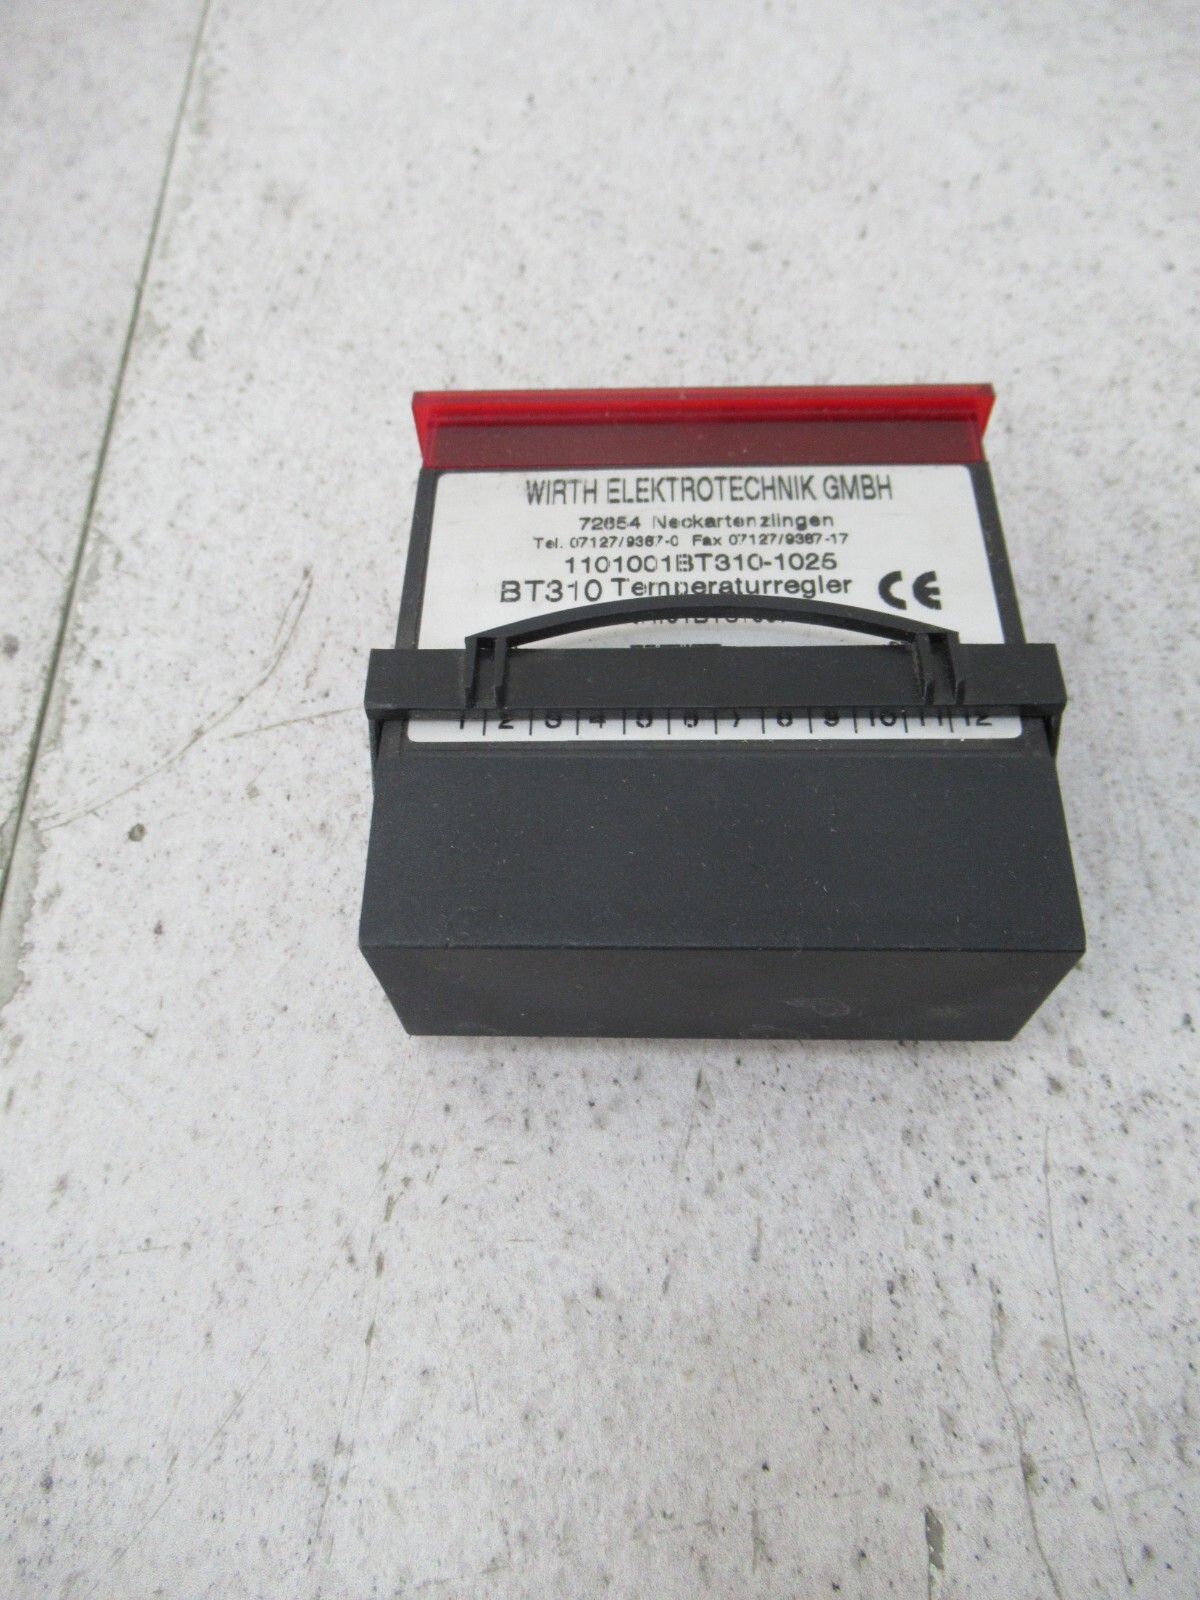 WIRTH ELEKTROTECHNIK GMBH
72654 Neckartenzlingen
Tel. 07127/9367-0 Fax 07127/9367-17
1101001BT310-1025
BT310 Temperaturregler CE
1 2 3 4 5 6 7 8 9 10 11 12